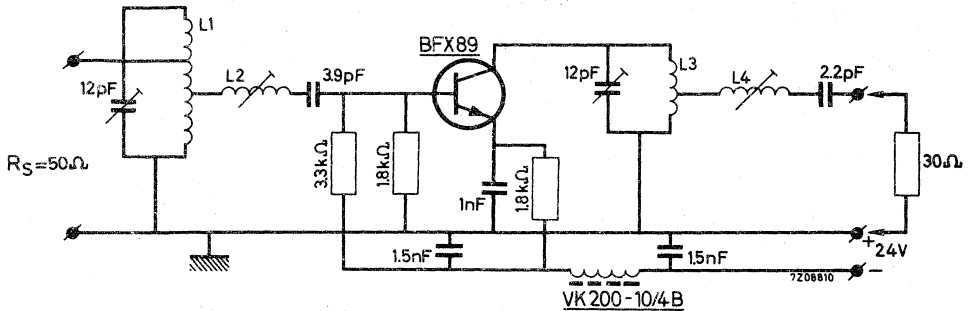 L1
BFX89
12pF
L2
3.9pF
12pF
L3
L4
2.2pF
RS=50Ω
3.3kΩ
1.8kΩ
1nF
1.8kΩ
30Ω
1.5nF
1.5nF
+
24V
7Z08810
-
VK200-10/4B